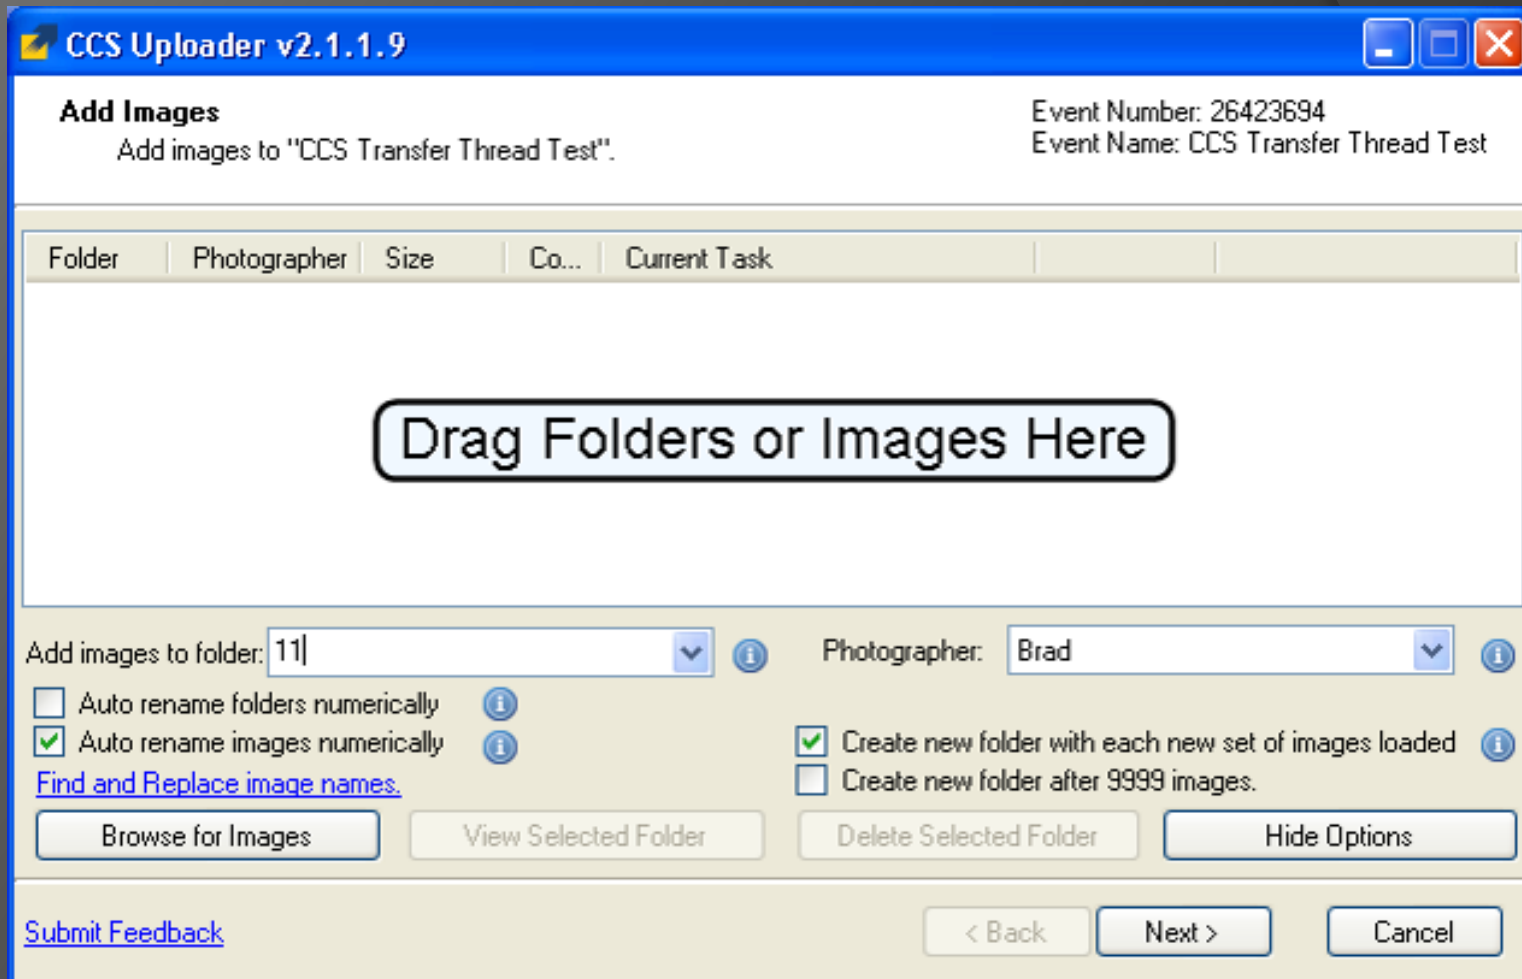 CCS Uploader v2.1.1.9
Add Images
Add images to "CCS Transfer Thread Test".
Event Number: 26423694
Event Name: CCS Transfer Thread Test
Folder Photographer Size Co... Current Task
Drag Folders or Images Here
Add images to folder: 11
Photographer: Brad
Auto rename folders numerically
Auto rename images numerically
Create new folder with each new set of images loaded
Find and Replace image names.
Create new folder after 9999 images.
Browse for Images
View Selected Folder
Delete Selected Folder
Hide Options
Submit Feedback
< Back
Next >
Cancel